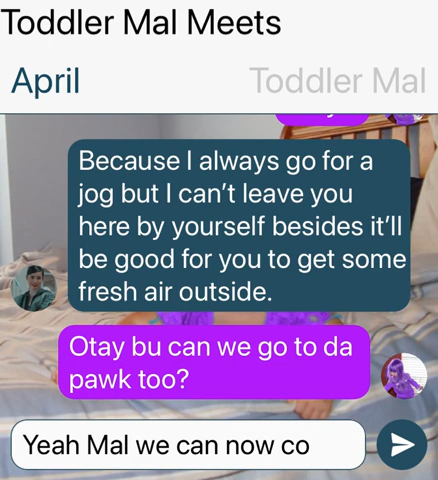 Toddler Mal Meets
April
Toddler Mal
Because I always go for a
jog but I can’t leave you
here by yourself besides it’ll
be good for you to get some
fresh air outside.
Otay bu can we go to da
pawk too?
Yeah Mal we can now co